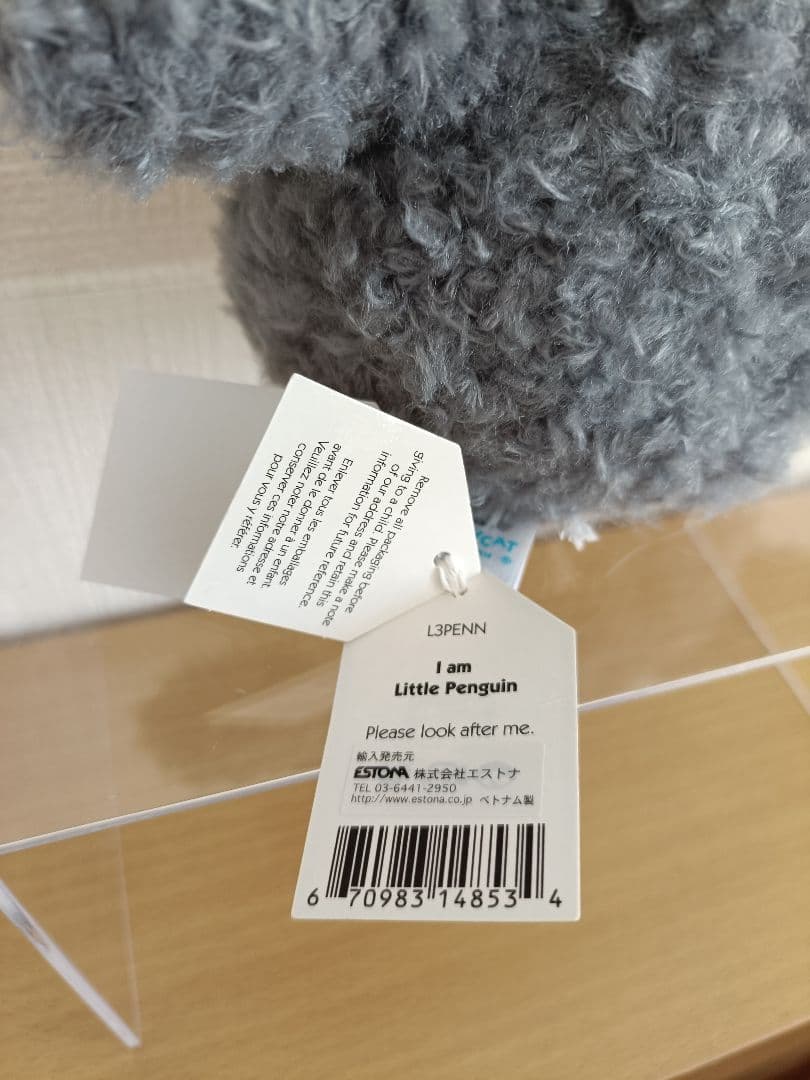 Remove all packaging before
giving to a child. Please make a note
of our address and retain this
information for future reference.
Enlever tous les emballages
avant de le donner à un enfant.
Veuillez noter notre adresse et
conserver ces informations
pour vous y référer.
CAT
L3PENN
I am
Little Penguin
Please look after me.
輸入発売元
ESTONA 株式会社エストナ
TEL 03-6441-2950
http://www.estona.co.jp ベトナム製
6 70983 14853 4